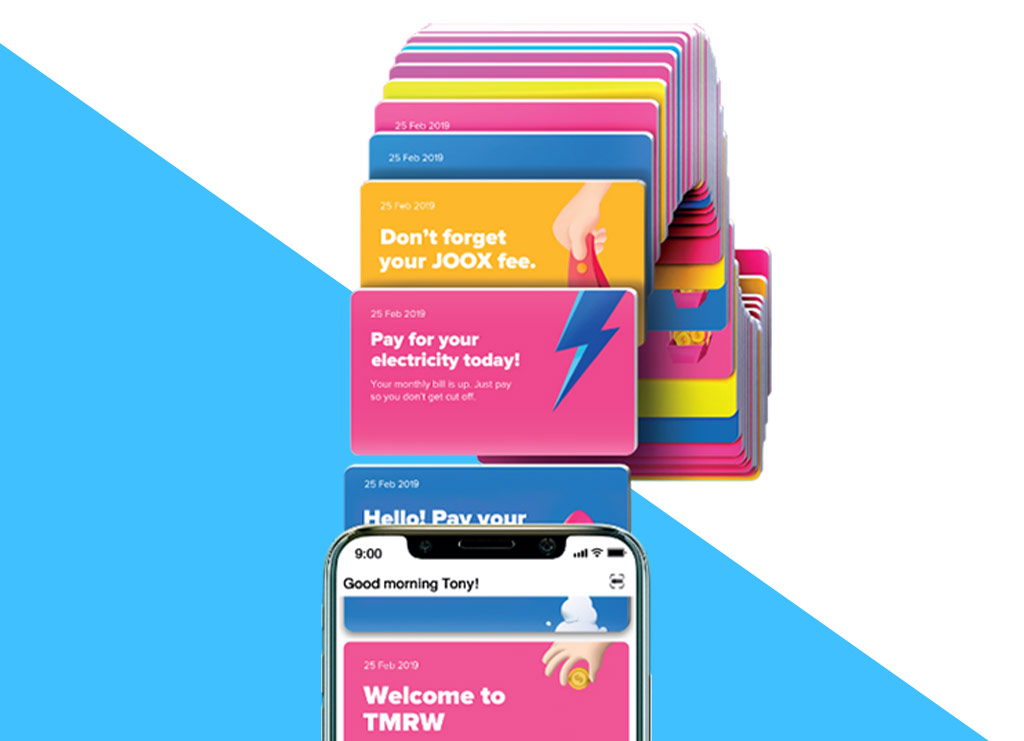 25 Feb 2019
25 Feb 2019
25 Feb 2019
Don't forget
your JOOX fee.
25 Feb 2019
Pay for your
electricity today!
Your monthly bill is up. Just pay
so you don't get cut off.
25 Feb 2019
Hello! Pay your
9:00
Good morning Tony!
25 Feb 2019
Welcome to
TMRW